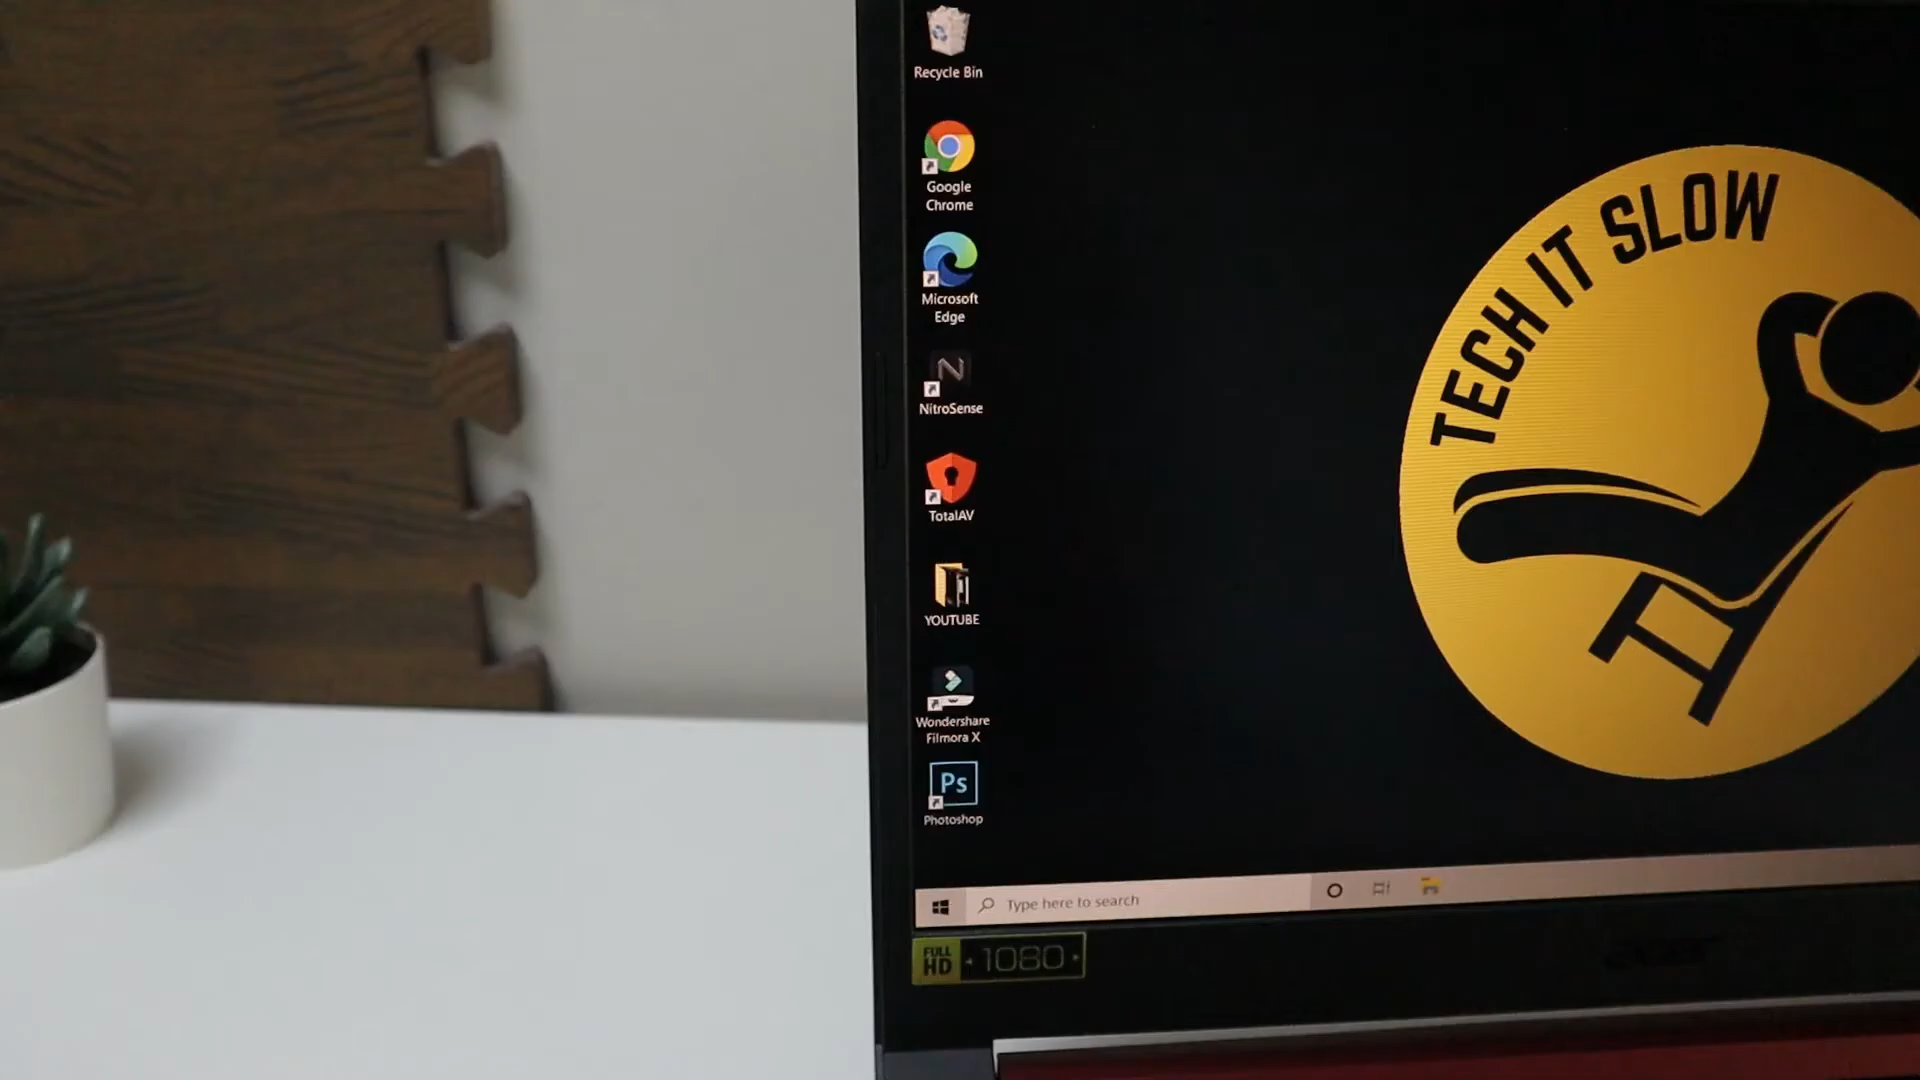 Recycle Bin
Google
Chrome
Microsoft
Edge
NitroSense
TotalAV
YOUTUBE
Wondershare
Filmora X
Ps
Photoshop
TECH IT SLOW
Type here to search
FULL HD 1080
acer